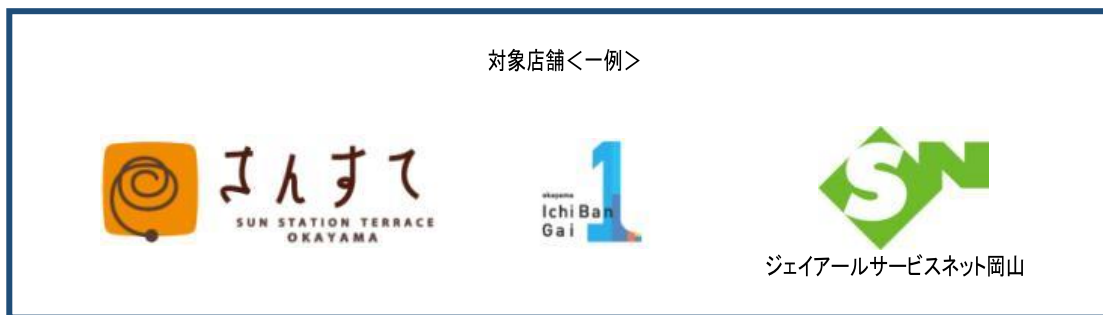 対象店舗＜一例＞
さんすて
SUN STATION TERRACE
OKAYAMA
okayama
Ichi Ban
Gai
1
SN
ジェイアールサービスネット岡山